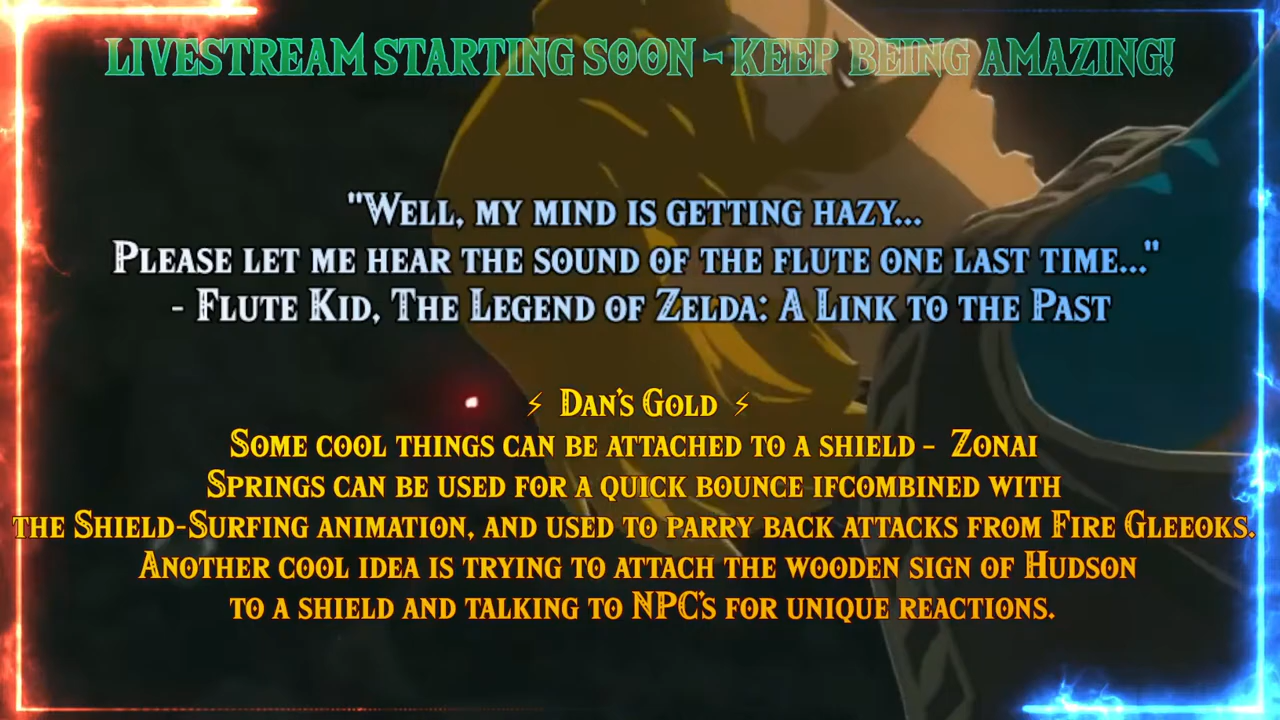 LIVESTREAM STARTING SOON - KEEP BEING AMAZING!
"Well, my mind is getting hazy...
Please let me hear the sound of the flute one last time..."
- Flute Kid, The Legend of Zelda: A Link to the Past
⚡ Dan's Gold ⚡
Some cool things can be attached to a shield - Zonai
Springs can be used for a quick bounce ifcombined with
the Shield-Surfing animation, and used to parry back attacks from Fire Gleeoks.
Another cool idea is trying to attach the wooden sign of Hudson
to a shield and talking to NPC's for unique reactions.